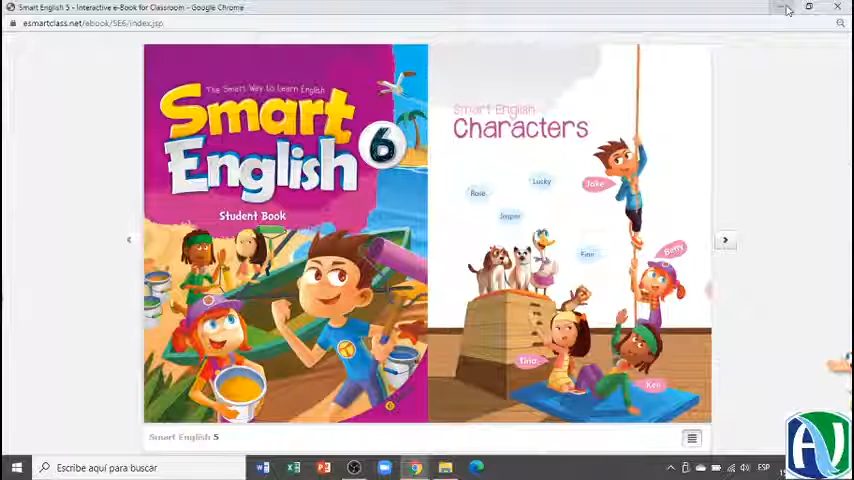 Smart English 5 - Interactive e-Book for Classroom - Google Chrome
esmartclass.net/ebook/SE6/index.jsp
The Smart Way to Learn English
Smart
English 6
Student Book
Smart English
Characters
Jake
Lucky
Rose
Jasper
Betty
Tina
Ken
Smart English 5
Escribe aquí para buscar
ESP